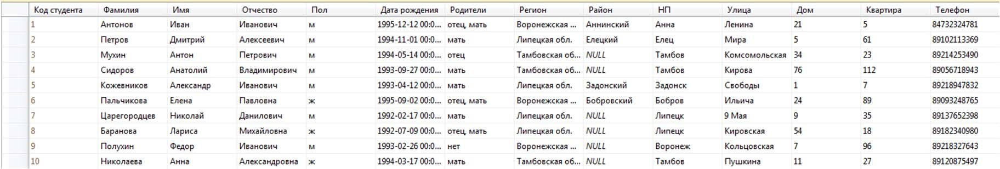 Код студента Фамилия Имя Отчество Пол Дата рождения Родители Регион Район НП Улица Дом Квартира Телефон
1 Антонов Иван Иванович м 1995-12-12 00:0... отец, мать Воронежская ... Аннинский Анна Ленина 21 5 84732324781
2 Петров Дмитрий Алексеевич м 1994-11-01 00:0... мать Липецкая обл. Елецкий Елец Мира 5 61 89102113369
3 Мухин Антон Петрович м 1994-05-14 00:0... отец Тамбовская об... NULL Тамбов Комсомольская 34 23 89214253490
4 Сидоров Анатолий Владимирович м 1993-09-27 00:0... мать Тамбовская об... NULL Тамбов Кирова 76 112 89056718943
5 Кожевников Александр Иванович м 1993-04-12 00:0... мать Липецкая обл. Задонский Задонск Свободы 1 7 89218947832
6 Пальчикова Елена Павловна ж 1995-09-02 00:0... отец, мать Воронежская ... Бобровский Бобров Ильича 24 89 89093248765
7 Царегородцев Николай Данилович м 1992-02-17 00:0... мать Липецкая обл. NULL Липецк 9 Мая 9 35 89137652398
8 Баранова Лариса Михайловна ж 1992-07-09 00:0... отец, мать Липецкая обл. NULL Липецк Кировская 54 18 89182340980
9 Полухин Федор Иванович м 1993-02-26 00:0... нет Воронежская ... NULL Воронеж Кольцовская 7 96 89218327643
10 Николаева Анна Александровна ж 1994-03-17 00:0... мать Тамбовская об... NULL Тамбов Пушкина 11 27 89120875497